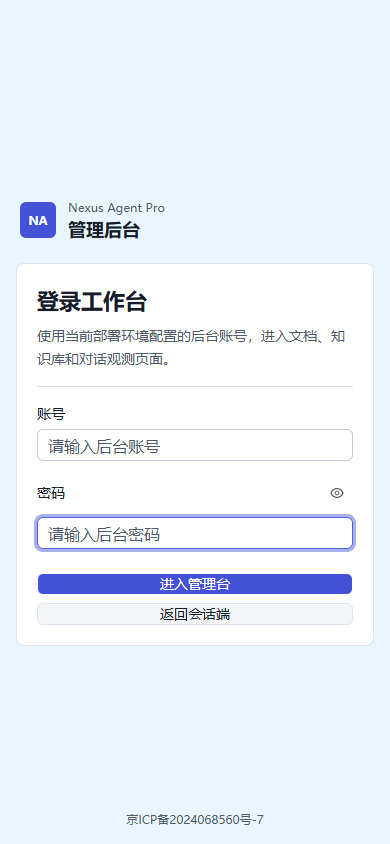 NA
Nexus Agent Pro
管理后台
登录工作台
使用当前部署环境配置的后台账号，进入文档、知
识库和对话观测页面。
账号
请输入后台账号
密码
请输入后台密码
进入管理台
返回会话端
京ICP备2024068560号-7